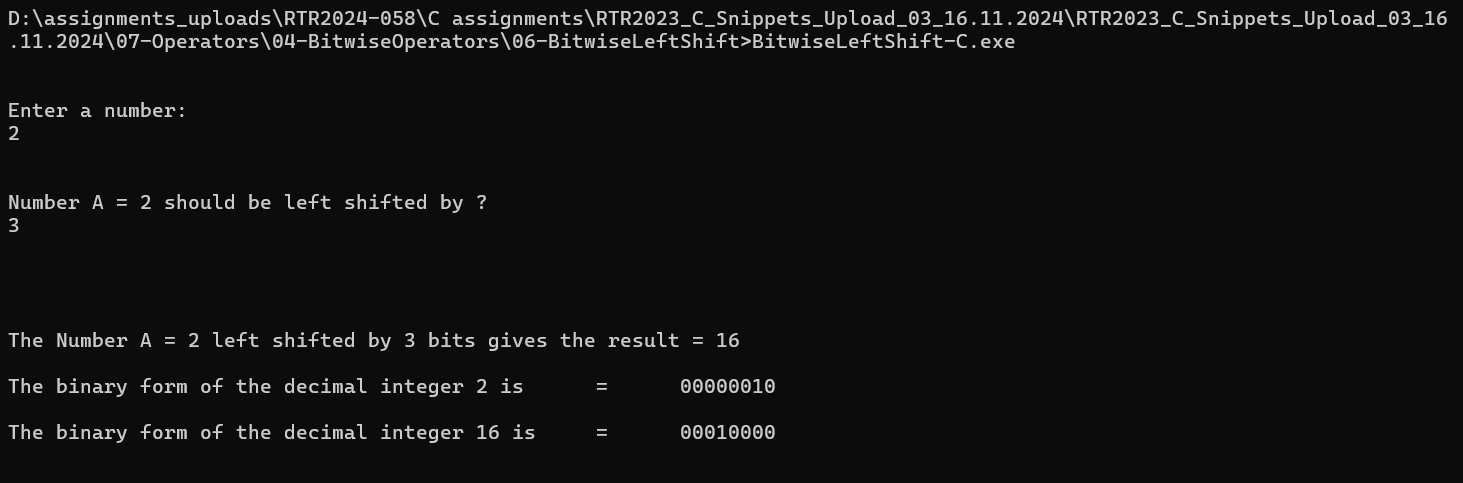 D:\assignments_uploads\RTR2024-058\C assignments\RTR2023_C_Snippets_Upload_03_16.11.2024\RTR2023_C_Snippets_Upload_03_16
.11.2024\07-Operators\04-BitwiseOperators\06-BitwiseLeftShift>BitwiseLeftShift-C.exe
Enter a number:
2
Number A = 2 should be left shifted by ?
3
The Number A = 2 left shifted by 3 bits gives the result = 16
The binary form of the decimal integer 2 is      =      00000010
The binary form of the decimal integer 16 is     =      00010000